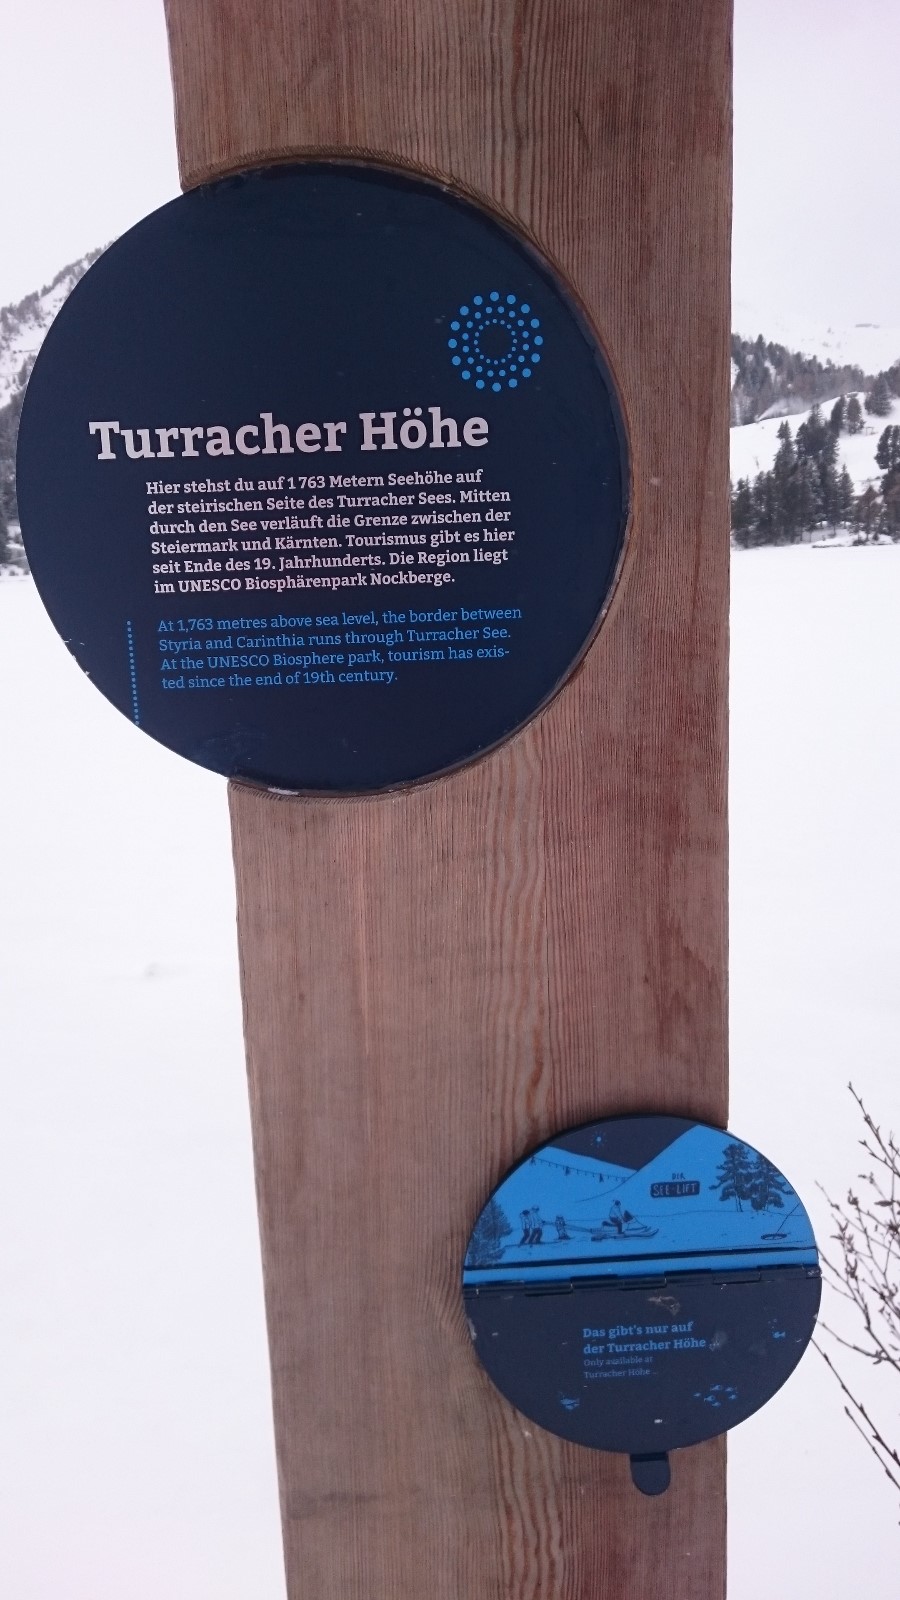 Turracher Höhe
Hier stehst du auf 1763 Metern Seehöhe auf
der steirischen Seite des Turracher Sees. Mitten
durch den See verläuft die Grenze zwischen der
Steiermark und Kärnten. Tourismus gibt es hier
seit Ende des 19. Jahrhunderts. Die Region liegt
im UNESCO Biosphärenpark Nockberge.
At 1,763 metres above sea level, the border between
Styria and Carinthia runs through Turracher See.
At the UNESCO Biosphere park, tourism has exis-
ted since the end of 19th century.
DER
SEE-LIFT
Das gibt's nur auf
der Turracher Höhe ...
Only available at
Turracher Höhe ...